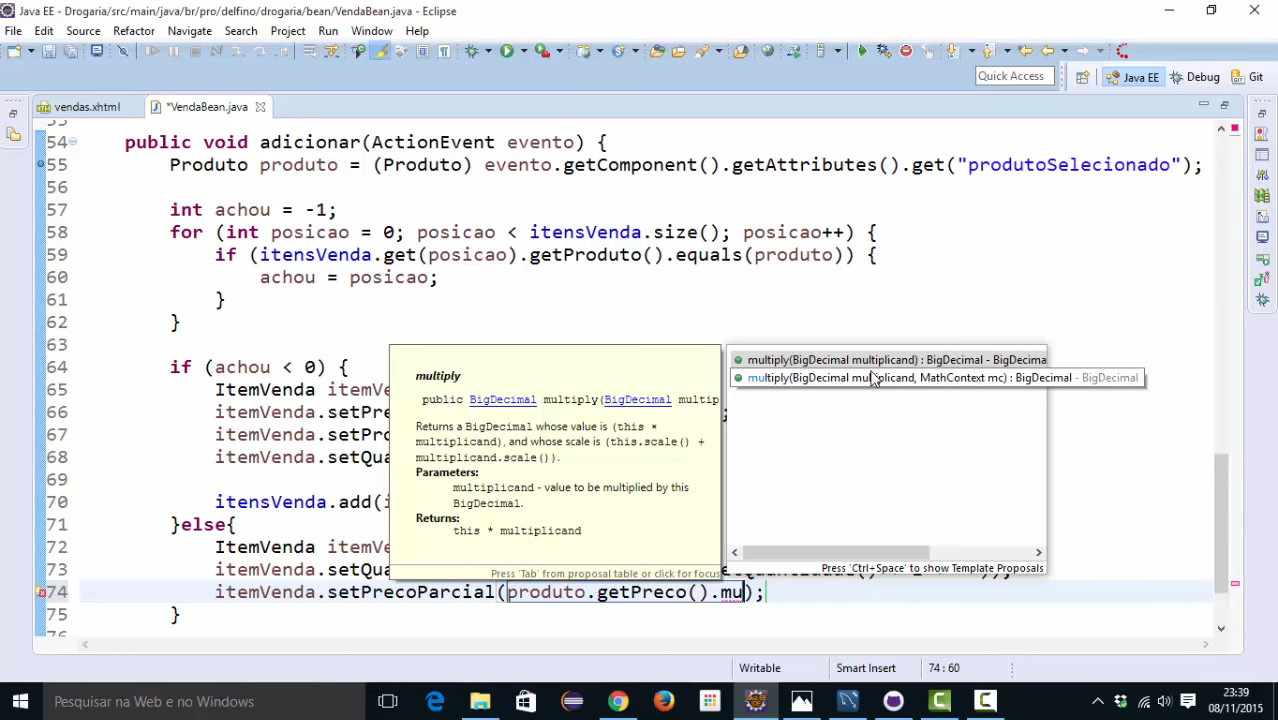 Java EE - Drogaria/src/main/java/br/pro/delfino/drogaria/bean/VendaBean.java - Eclipse
File Edit Source Refactor Navigate Search Project Run Window Help
Quick Access
Java EE
Debug
Git
vendas.xhtml
*VendaBean.java
53
54 public void adicionar(ActionEvent evento) {
55 Produto produto = (Produto) evento.getComponent().getAttributes().get("produtoSelecionado");
56
57 int achou = -1;
58 for (int posicao = 0; posicao < itensVenda.size(); posicao++) {
59 if (itensVenda.get(posicao).getProduto().equals(produto)) {
60 achou = posicao;
61 }
62 }
63
64 if (achou < 0) {
65 ItemVenda itemVe
66 itemVenda.setPre
67 itemVenda.setPro
68 itemVenda.setQua
69
70 itensVenda.add(i
71 }else{
72 ItemVenda itemVe
73 itemVenda.setQua
74 itemVenda.setPrecoParcial(produto.getPreco().mu);
75 }
76
multiply
public BigDecimal multiply(BigDecimal multip
Returns a BigDecimal whose value is (this ×
multiplicand), and whose scale is (this.scale() +
multiplicand.scale()).
Parameters:
multiplicand - value to be multiplied by this
BigDecimal.
Returns:
this * multiplicand
Press 'Tab' from proposal table or click for focus
multiply(BigDecimal multiplicand) : BigDecimal - BigDecima
multiply(BigDecimal multiplicand, MathContext mc) : BigDecimal - BigDecimal
Press 'Ctrl+Space' to show Template Proposals
Writable
Smart Insert
74 : 60
Pesquisar na Web e no Windows
23:39
08/11/2015